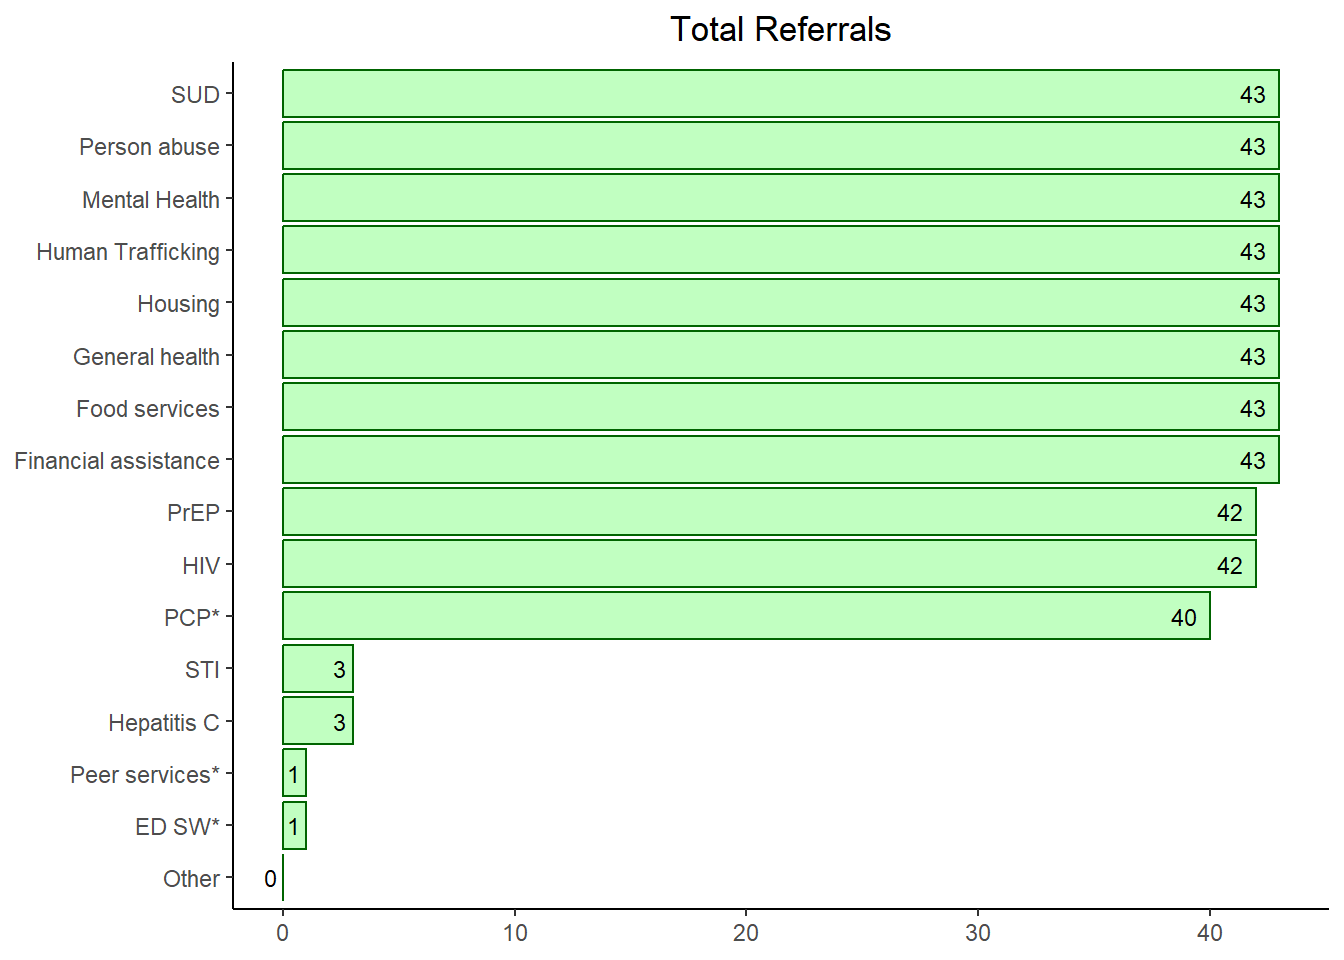 Total Referrals
SUD 43
Person abuse 43
Mental Health 43
Human Trafficking 43
Housing 43
General health 43
Food services 43
Financial assistance 43
PrEP 42
HIV 42
PCP* 40
STI 3
Hepatitis C 3
Peer services* 1
ED SW* 1
Other 0
0 10 20 30 40